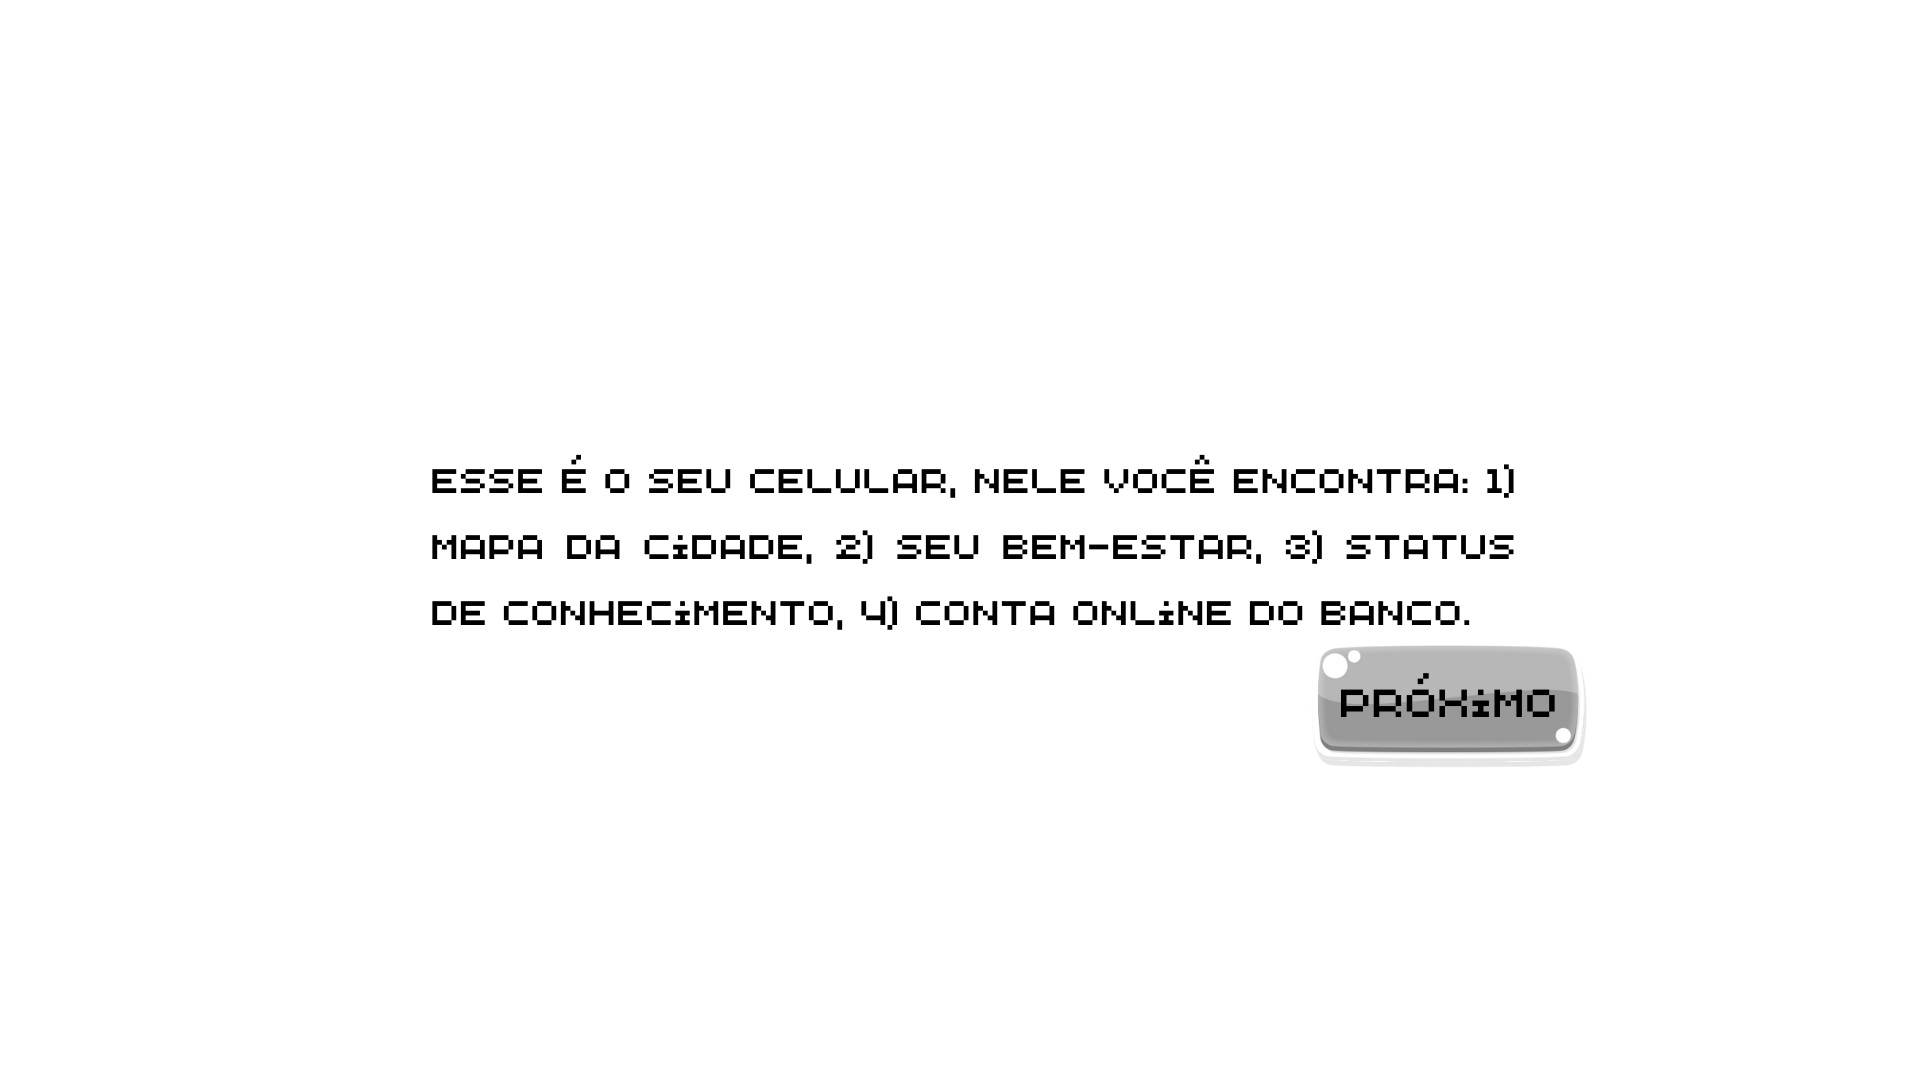 ESSE É O SEU CELULAR, NELE VOCÊ ENCONTRA: 1)
MAPA DA CiDADE, 2) SEU BEM-ESTAR, 3) STATUS
DE CONHECiMENTO, 4) CONTA ONLiNE DO BANCO.
PRÓXiMO